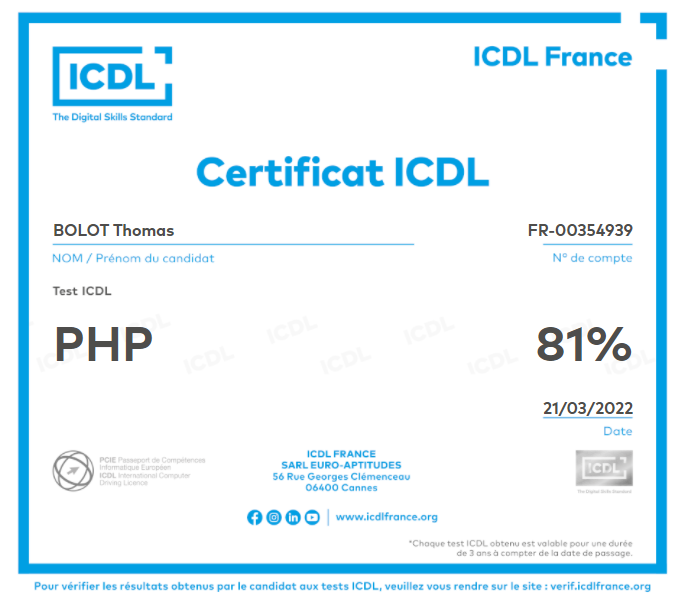 ICDL
The Digital Skills Standard
ICDL France
Certificat ICDL
BOLOT Thomas
FR-00354939
NOM / Prénom du candidat
N° de compte
Test ICDL
PHP
81%
21/03/2022
Date
PCIE Passeport de Compétences
Informatique Européen
ICDL International Computer
Driving Licence
ICDL FRANCE
SARL EURO-APTITUDES
56 Rue Georges Clémenceau
06400 Cannes
ICDL
The Digital Skills Standard
www.icdlfrance.org
*Chaque test ICDL obtenu est valable pour une durée
de 3 ans à compter de la date de passage.
Pour vérifier les résultats obtenus par le candidat aux tests ICDL, veuillez vous rendre sur le site : verif.icdlfrance.org